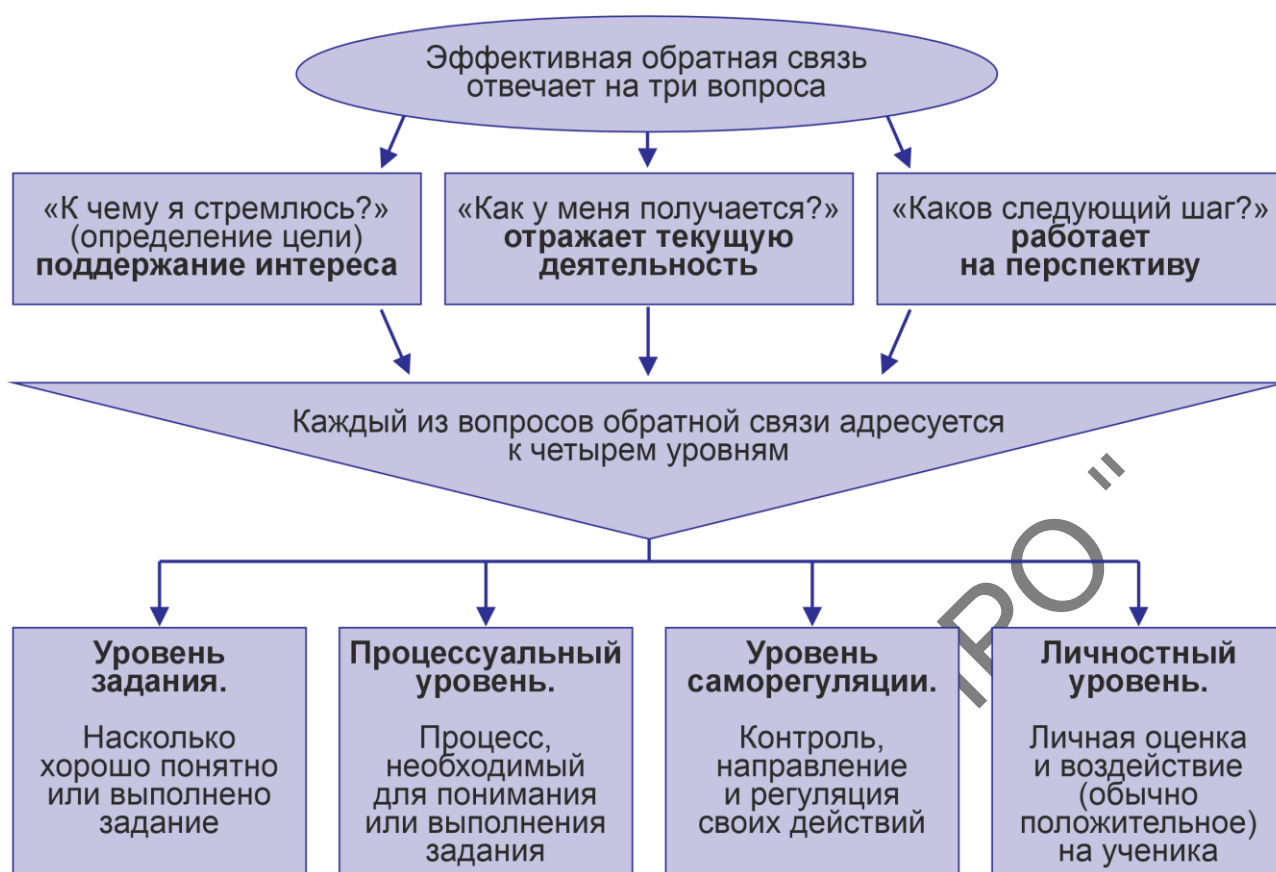 Эффективная обратная связь
отвечает на три вопроса
«К чему я стремлюсь?»
(определение цели)
поддержание интереса
«Как у меня получается?»
отражает текущую
деятельность
«Каков следующий шаг?»
работает
на перспективу
Каждый из вопросов обратной связи адресуется
к четырем уровням
Уровень
задания.
Насколько
хорошо понятно
или выполнено
задание
Процессуальный
уровень.
Процесс,
необходимый
для понимания
или выполнения
задания
Уровень
саморегуляции.
Контроль,
направление
и регуляция
своих действий
Личностный
уровень.
Личная оценка
и воздействие
(обычно
положительное)
на ученика